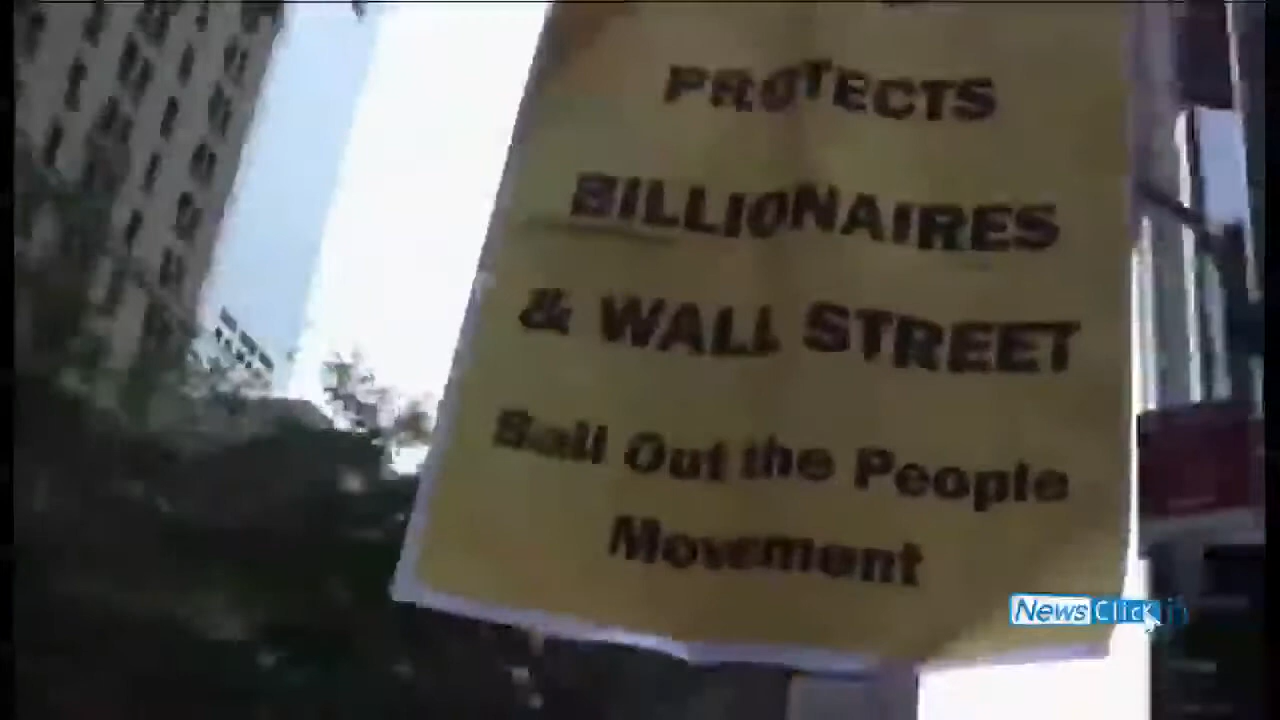 PROTECTS
BILLIONAIRES
& WALL STREET
Bail Out the People
Movement
NewsClick